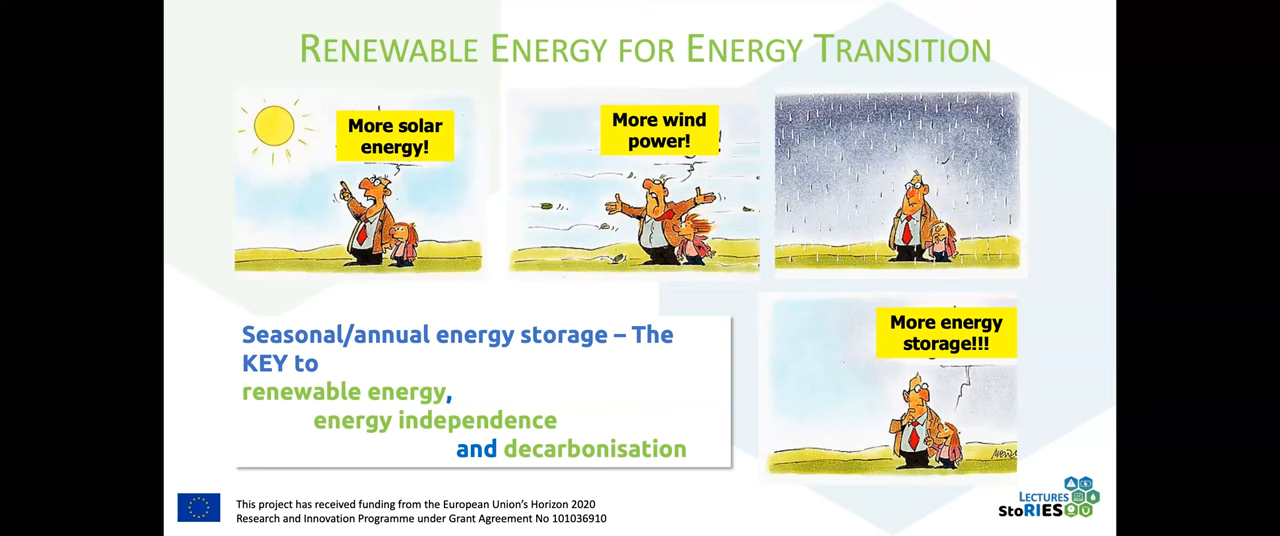 RENEWABLE ENERGY FOR ENERGY TRANSITION
More solar
energy!
More wind
power!
!
More energy
storage!!!
Seasonal/annual energy storage – The
KEY to
renewable energy,
energy independence
and decarbonisation
This project has received funding from the European Union's Horizon 2020
Research and Innovation Programme under Grant Agreement No 101036910
LECTURES
StoRIES